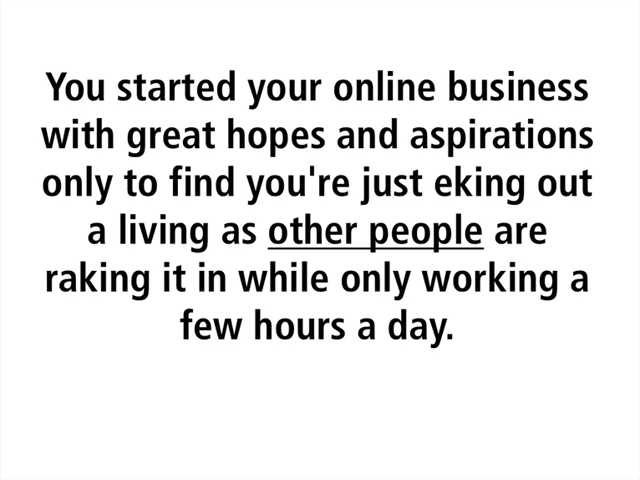 You started your online business
with great hopes and aspirations
only to find you're just eking out
a living as other people are
raking it in while only working a
few hours a day.